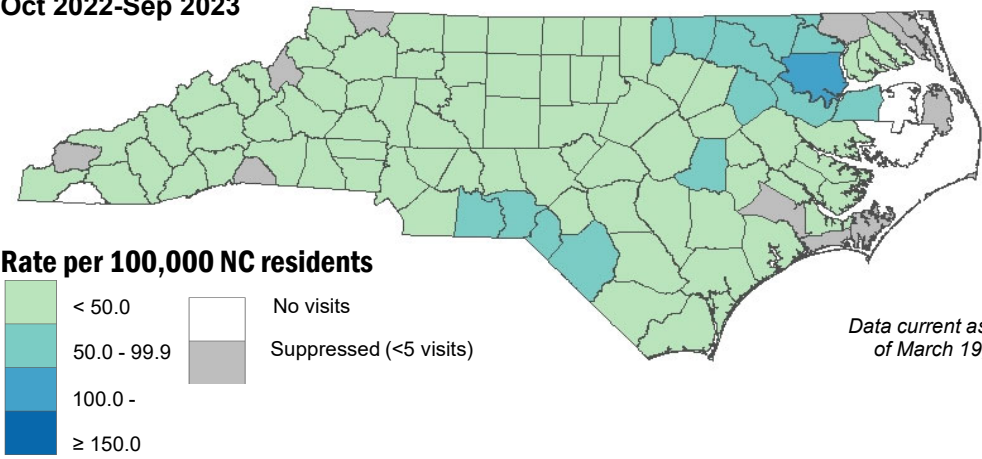 Oct 2022-Sep 2023
Rate per 100,000 NC residents
< 50.0
50.0 - 99.9
100.0 -
≥ 150.0
No visits
Suppressed (<5 visits)
Data current as
of March 19